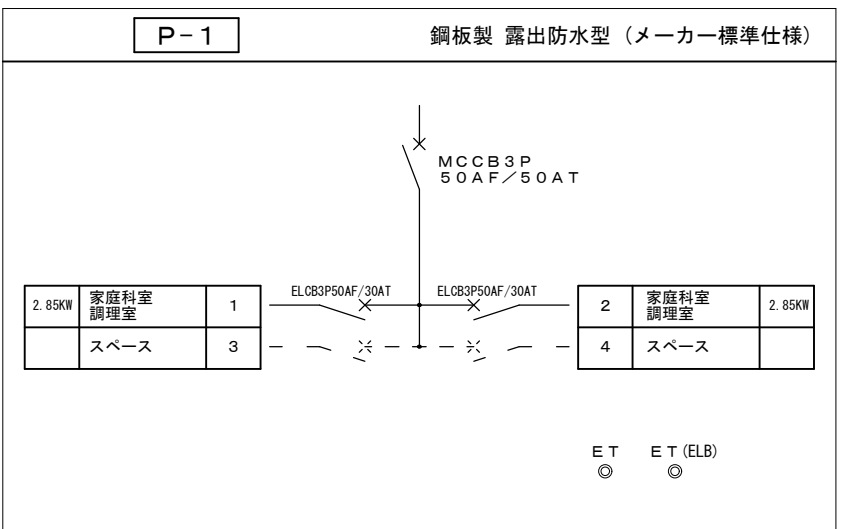 P-1
鋼板製 露出防水型（メーカー標準仕様）
MCCB3P
50AF／50AT
ELCB3P50AF/30AT
ELCB3P50AF/30AT
2.85KW 家庭科室 調理室 1
2 家庭科室 調理室 2.85KW
スペース 3
4 スペース
ET ET(ELB)